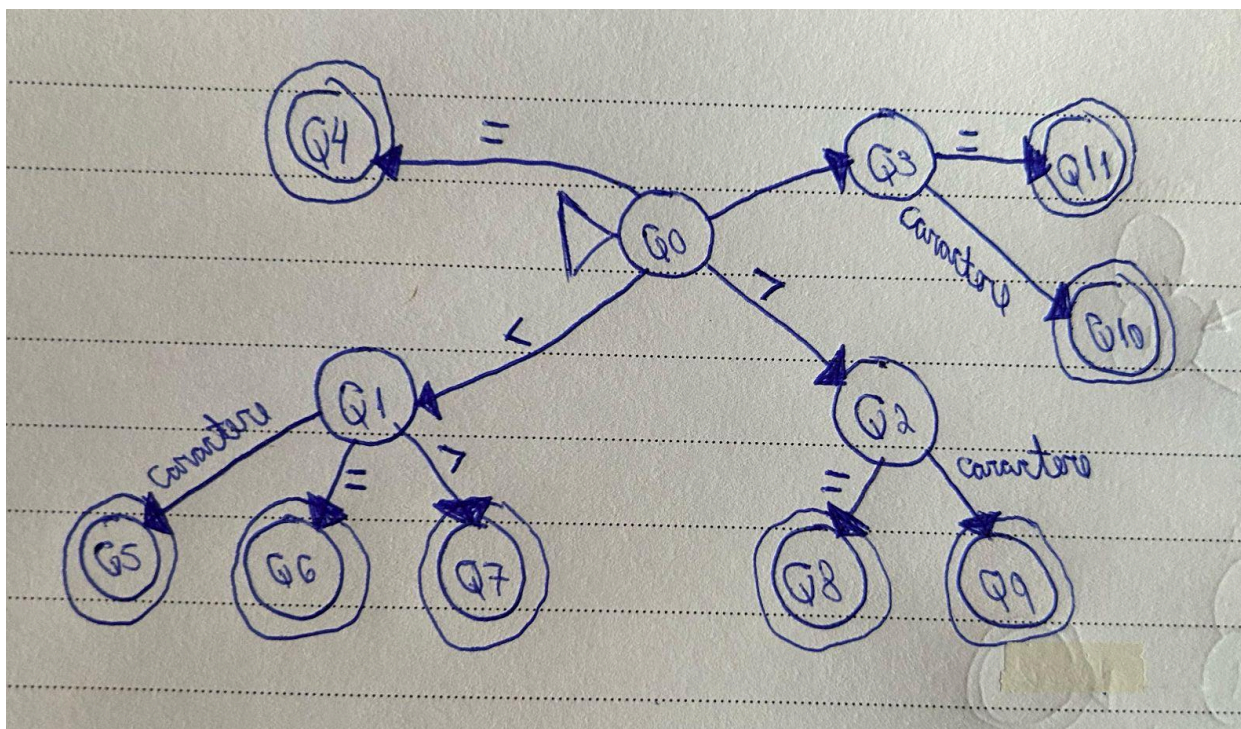 Q4
=
Q3
=
Q11
Q0
caractere
>
Q10
<
Q1
Q2
caractere
=
>
=
caractere
Q5
Q6
Q7
Q8
Q9